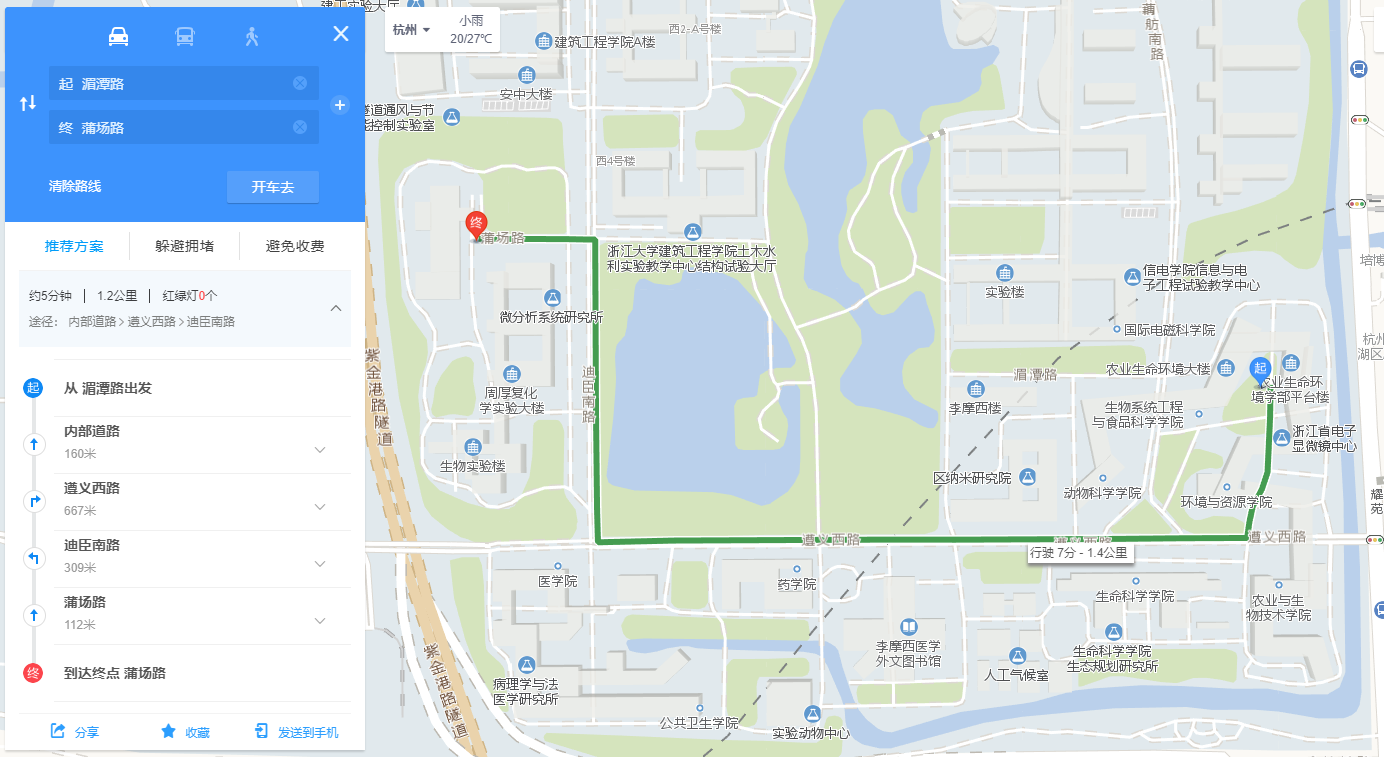 起 湄潭路
终 蒲场路
清除路线
开车去
推荐方案
躲避拥堵
避免收费
约5分钟 | 1.2公里 | 红绿灯0个
途径： 内部道路 > 遵义西路 > 迪臣南路
起
从 湄潭路出发
内部道路
160米
遵义西路
667米
迪臣南路
309米
蒲场路
112米
终
到达终点 蒲场路
分享
收藏
发送到手机
杭州
小雨
20/27℃
西2-A号楼
建筑工程学院A楼
安中大楼
隧道通风与节
能控制实验室
西4号楼
终
蒲场路
浙江大学建筑工程学院土木水
利实验教学中心结构试验大厅
微分析系统研究所
周厚复化
学实验大楼
生物实验楼
迪臣南路
紫金港路隧道
紫金港路隧道
实验楼
信电学院信息与电
子工程试验教学中心
国际电磁科学院
湄潭路
农业生命环境大楼
起
农业生命环
境学部平台楼
李摩西楼
生物系统工程
与食品科学学院
浙江省电子
显微镜中心
区纳米研究院
动物科学学院
环境与资源学院
遵义西路
遵义西路
遵义西路
行驶 7分 - 1.4公里
医学院
药学院
生命科学学院
农业与生
物技术学院
李摩西医学
外文图书馆
人工气候室
生命科学学院
生态规划研究所
病理学与法
医学研究所
公共卫生学院
实验动物中心
杭州
湖区
耀
苑